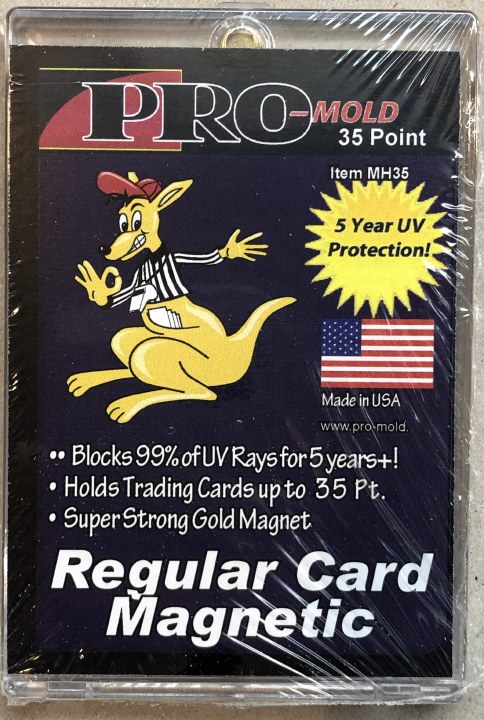 PRO-MOLD
35 Point
Item MH35
5 Year UV
Protection!
Made in USA
www.pro-mold.
•• Blocks 99% of UV Rays for 5 years+!
• Holds Trading Cards up to 35 Pt.
• Super Strong Gold Magnet
Regular Card
Magnetic